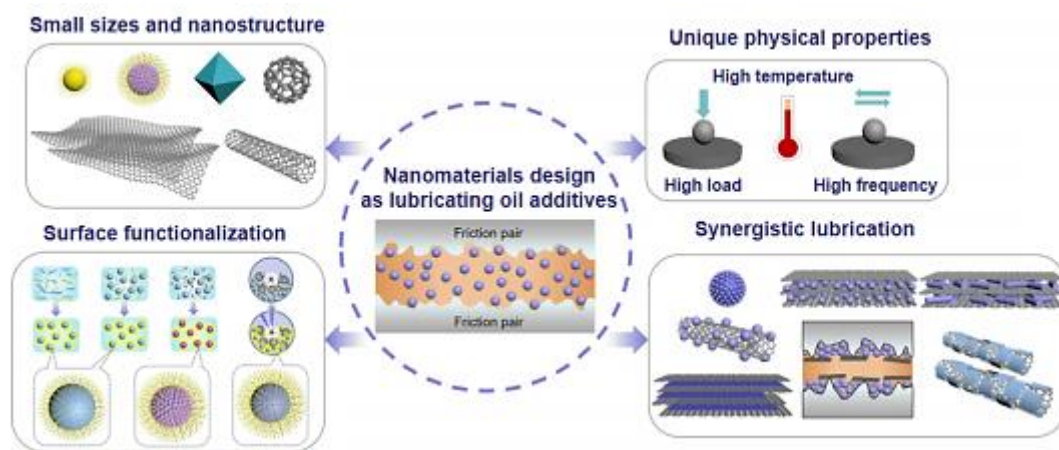 Small sizes and nanostructure
Unique physical properties
High temperature
High load
High frequency
Nanomaterials design
as lubricating oil additives
Friction pair
Friction pair
Surface functionalization
Synergistic lubrication